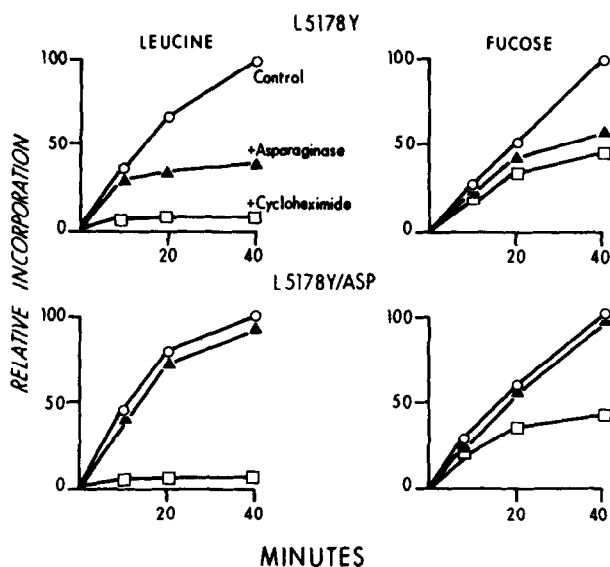 L5178Y
LEUCINE
FUCOSE
100
50
0
20
40
Control
+Asparaginase
+Cycloheximide
100
50
0
20
40
RELATIVE INCORPORATION
L5178Y/ASP
100
50
0
20
40
100
50
0
20
40
MINUTES